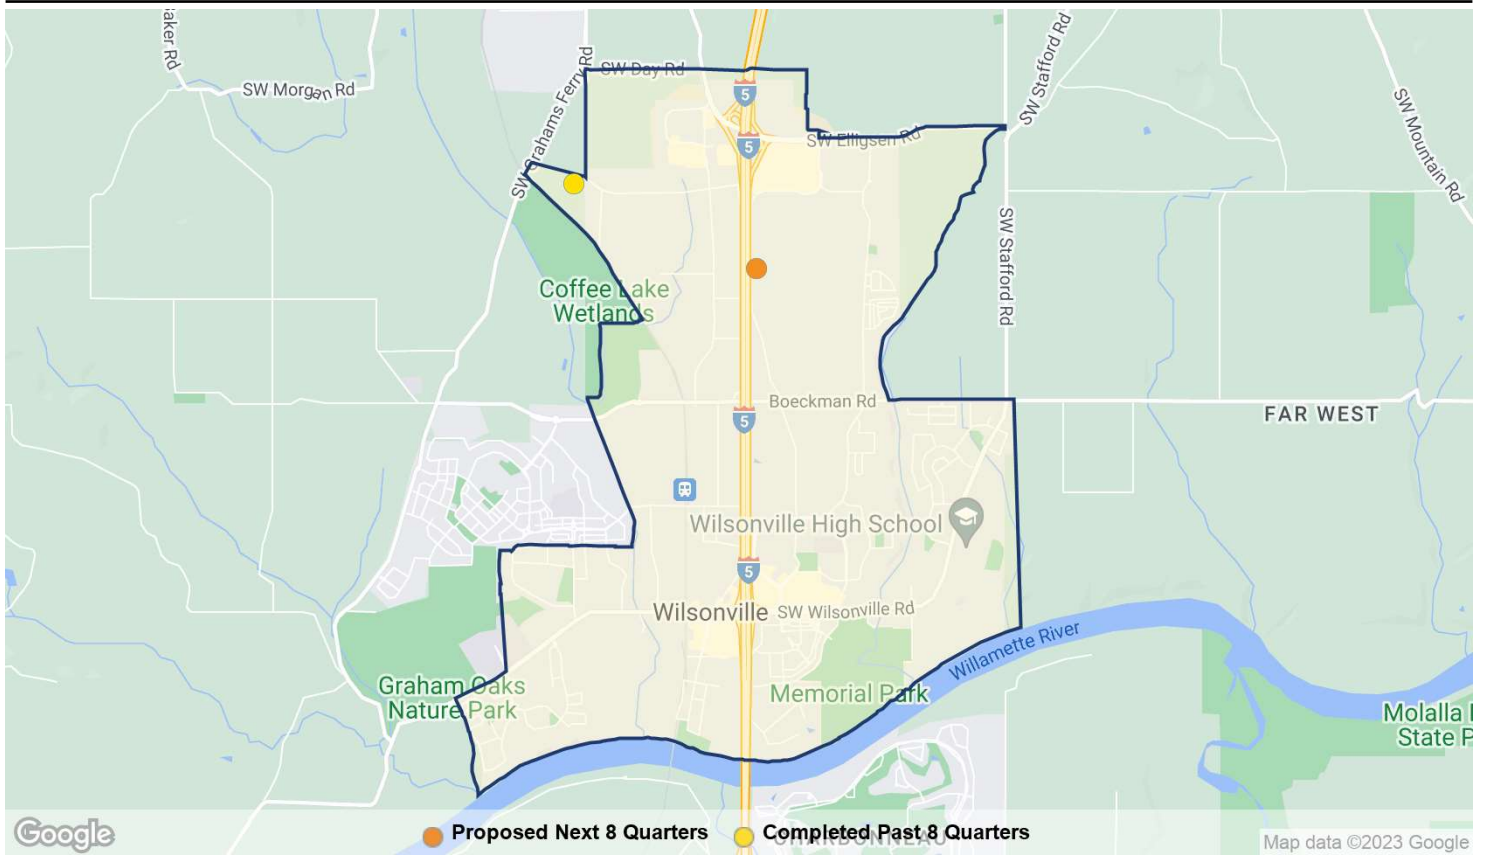 aker Rd
SW Morgan Rd
SW Grahams Ferry Rd
SW Day Rd
5
5
SW Elligsen Rd
SW Stafford Rd
SW Mountain Rd
SW Stafford Rd
Coffee Lake
Wetlands
Boeckman Rd
5
FAR WEST
Wilsonville High School
5
Wilsonville
SW Wilsonville Rd
Willamette River
Graham Oaks
Nature Park
Memorial Park
Molalla
State P
Google
Proposed Next 8 Quarters
Completed Past 8 Quarters
Map data ©2023 Google